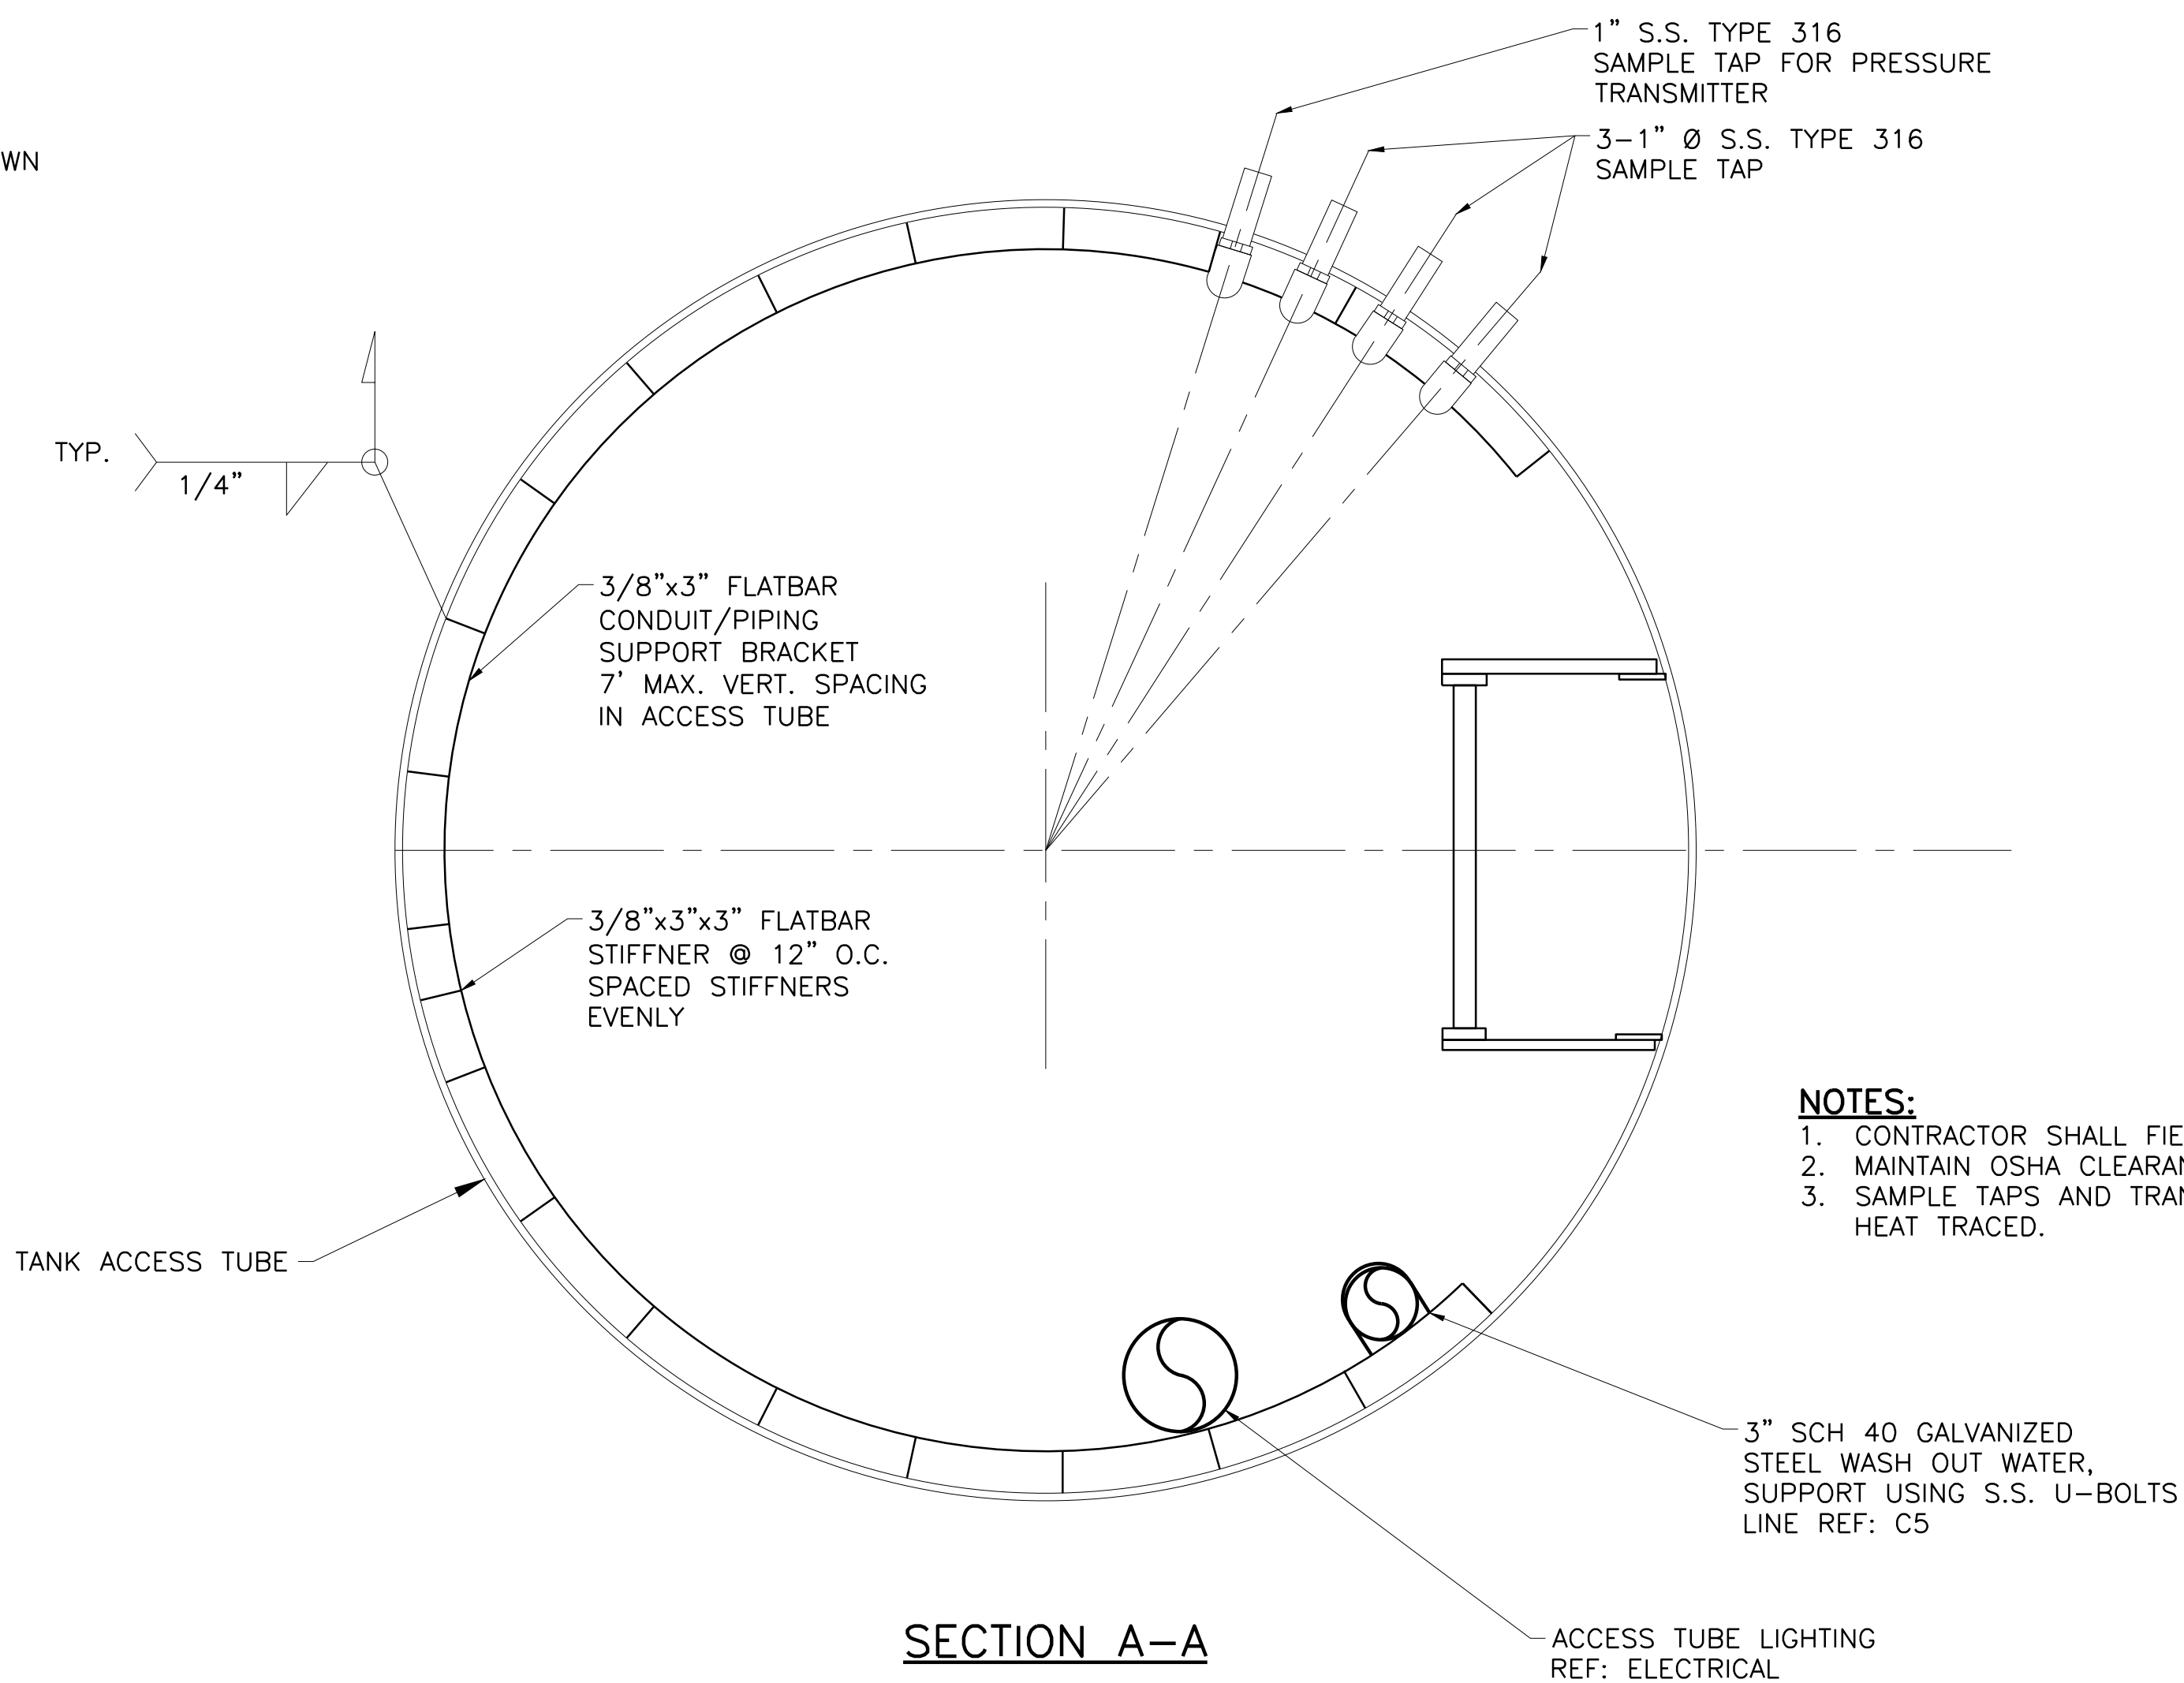 1” S.S. TYPE 316
SAMPLE TAP FOR PRESSURE
TRANSMITTER
3-1” Ø S.S. TYPE 316
SAMPLE TAP
WN
TYP.
1/4”
3/8”x3” FLATBAR
CONDUIT/PIPING
SUPPORT BRACKET
7’ MAX. VERT. SPACING
IN ACCESS TUBE
3/8”x3”x3” FLATBAR
STIFFNER @ 12” O.C.
SPACED STIFFNERS
EVENLY
TANK ACCESS TUBE
NOTES:
1. CONTRACTOR SHALL FIE
2. MAINTAIN OSHA CLEARAN
3. SAMPLE TAPS AND TRAN
HEAT TRACED.
3” SCH 40 GALVANIZED
STEEL WASH OUT WATER,
SUPPORT USING S.S. U-BOLTS
LINE REF: C5
ACCESS TUBE LIGHTING
REF: ELECTRICAL
SECTION A-A